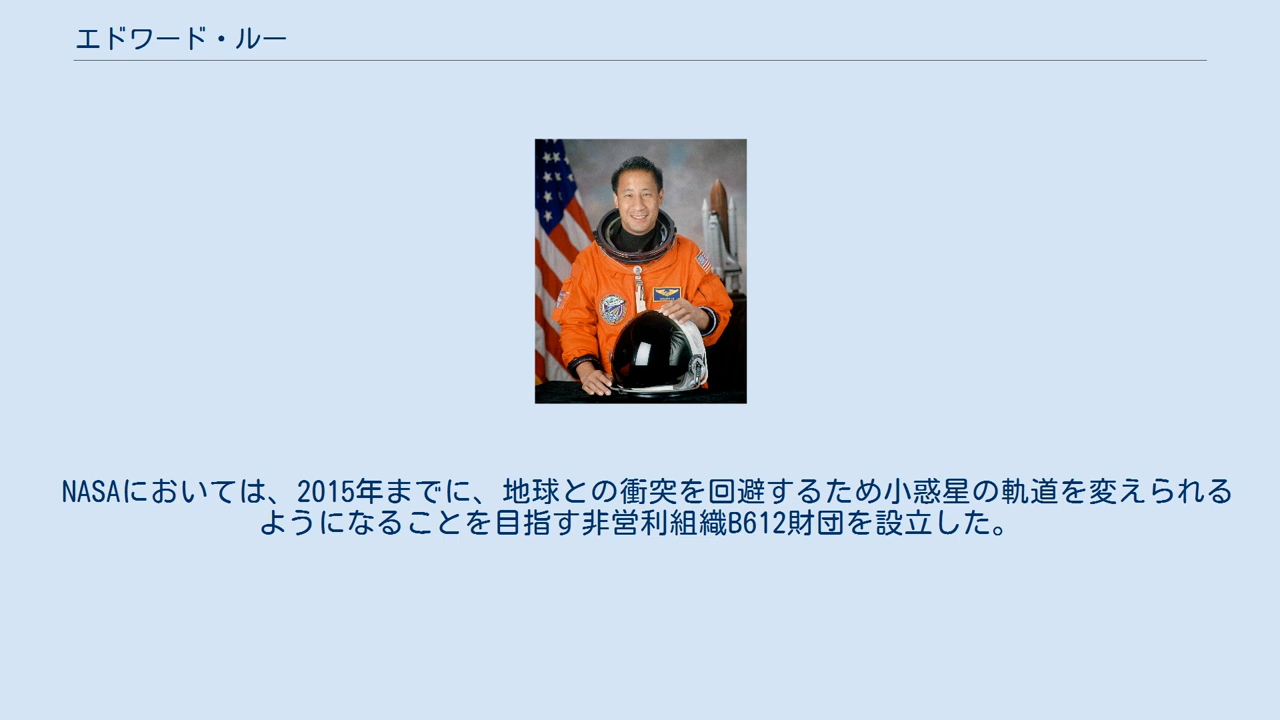 エドワード・ルー
NASAにおいては、2015年までに、地球との衝突を回避するため小惑星の軌道を変えられる
ようになることを目指す非営利組織B612財団を設立した。